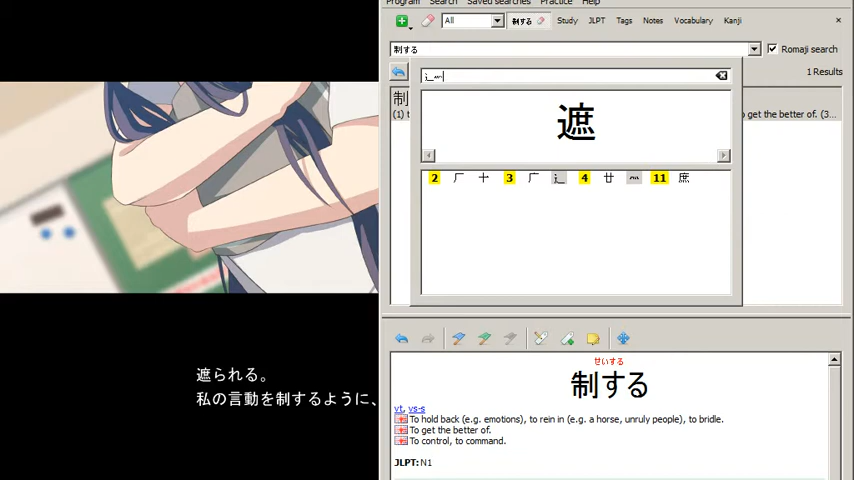 Program Search Saved searches Practice Help
All 制する Study JLPT Tags Notes Vocabulary Kanji ×
制する Romaji search
⻌灬
1 Results
制
(1) t
to get the better of. (3...
遮
2 厂 十 3 广 ⻌ 4 廿 灬 11 庶
せいする
制する
vt, vs-s
To hold back (e.g. emotions), to rein in (e.g. a horse, unruly people), to bridle.
To get the better of.
To control, to command.
JLPT: N1
遮られる。
私の言動を制するように、